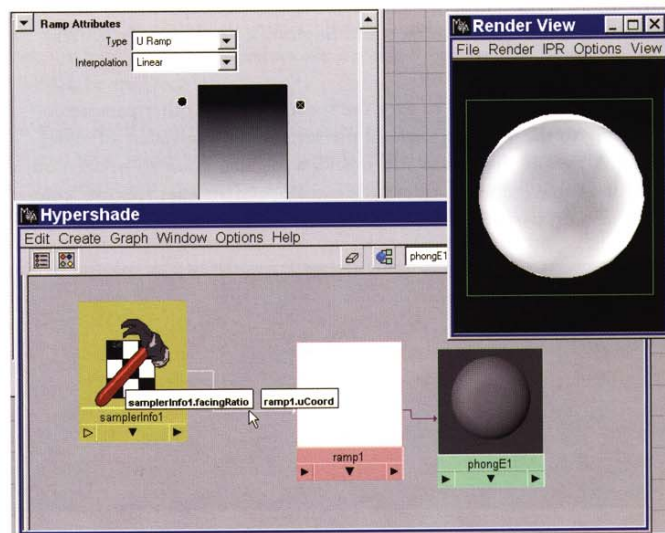 Ramp Attributes
Type U Ramp
Interpolation Linear
Render View
File Render IPR Options View
Hypershade
Edit Create Graph Window Options Help
phongE1
samplerInfo1.facingRatio
ramp1.uCoord
samplerInfo1
ramp1
phongE1